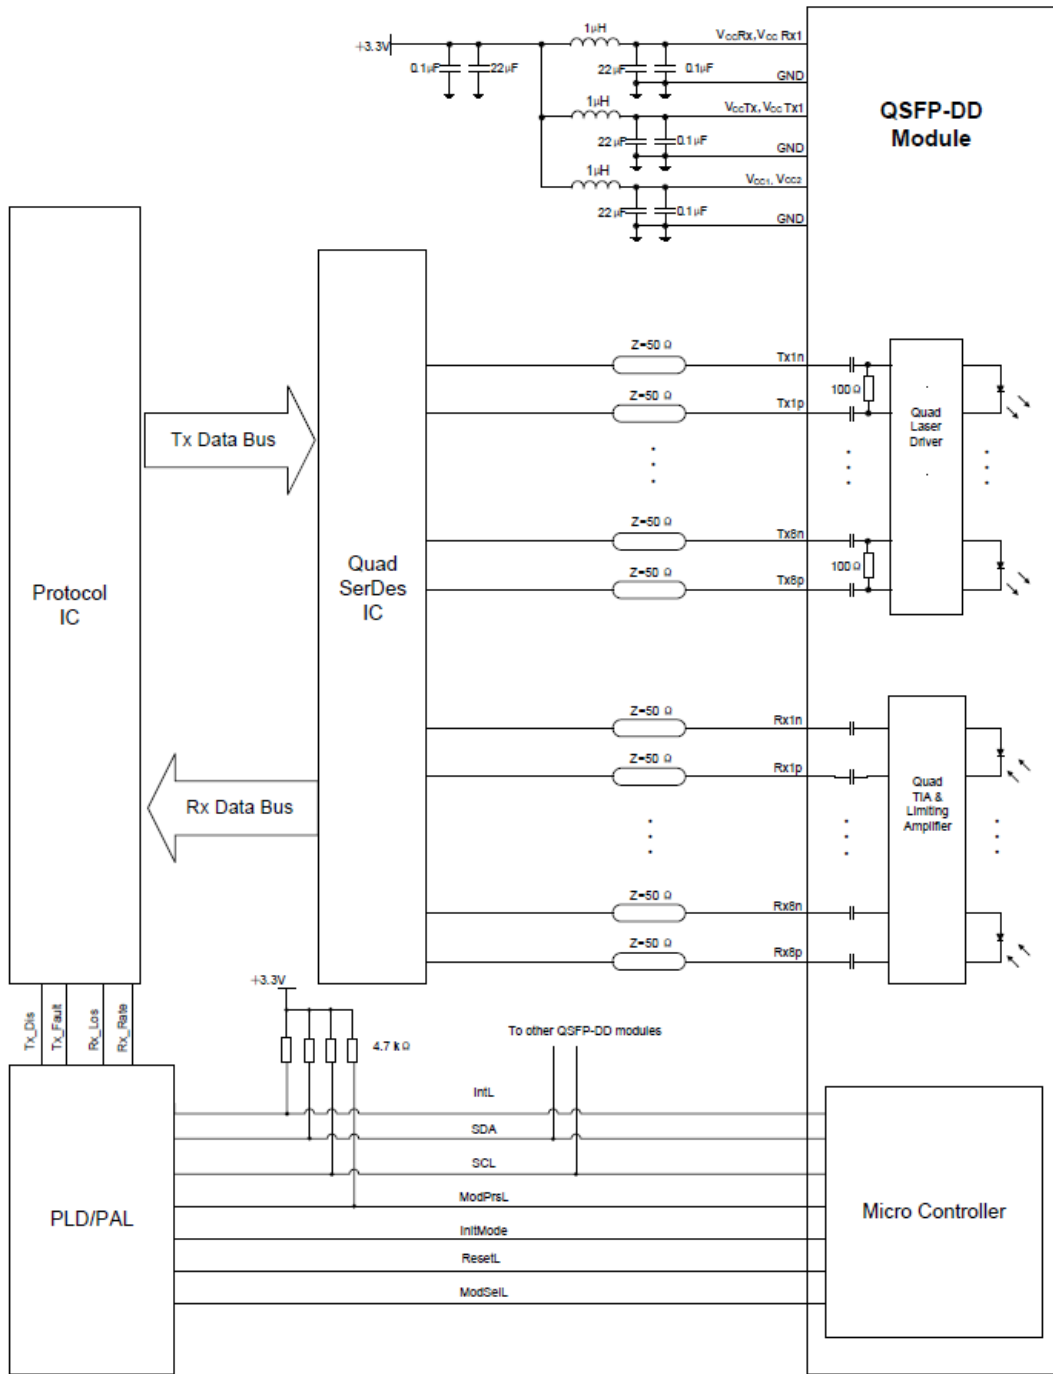 1μH
+3.3V
VCCRx, VCC Rx1
0.1μF
22μF
22μF
0.1μF
GND
QSFP-DD
Module
1μH
VCCTx, VCC Tx1
22μF
0.1μF
GND
1μH
VCC1, VCC2
22μF
0.1μF
GND
Z=50 Ω
Tx1n
100Ω
Z=50 Ω
Tx1p
Quad
Laser
Driver
Tx Data Bus
Z=50 Ω
Tx8n
100Ω
Z=50 Ω
Tx8p
Quad
SerDes
IC
Protocol
IC
Z=50 Ω
Rx1n
Z=50 Ω
Rx1p
Quad
TIA &
Limiting
Amplifier
Rx Data Bus
Z=50 Ω
Rx8n
Z=50 Ω
Rx8p
+3.3V
Tx_Dis
Tx_Fault
Rx_Los
Rx_Rate
4.7 kΩ
To other QSFP-DD modules
IntL
SDA
SCL
ModPrsL
InitMode
ResetL
ModSelL
PLD/PAL
Micro Controller